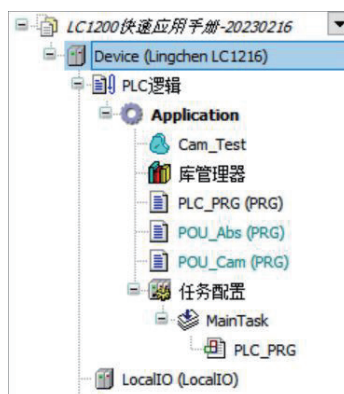 LC1200快速应用手册-20230216
Device (Lingchen LC1216)
PLC逻辑
Application
Cam_Test
库管理器
PLC_PRG (PRG)
POU_Abs (PRG)
POU_Cam (PRG)
任务配置
MainTask
PLC_PRG
LocalIO (LocalIO)